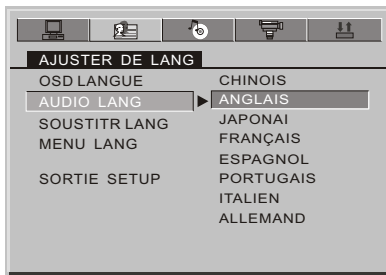 AJUSTER DE LANG
OSD LANGUE
AUDIO LANG
SOUSTITR LANG
MENU LANG
SORTIE SETUP
CHINOIS
ANGLAIS
JAPONAI
FRANÇAIS
ESPAGNOL
PORTUGAIS
ITALIEN
ALLEMAND